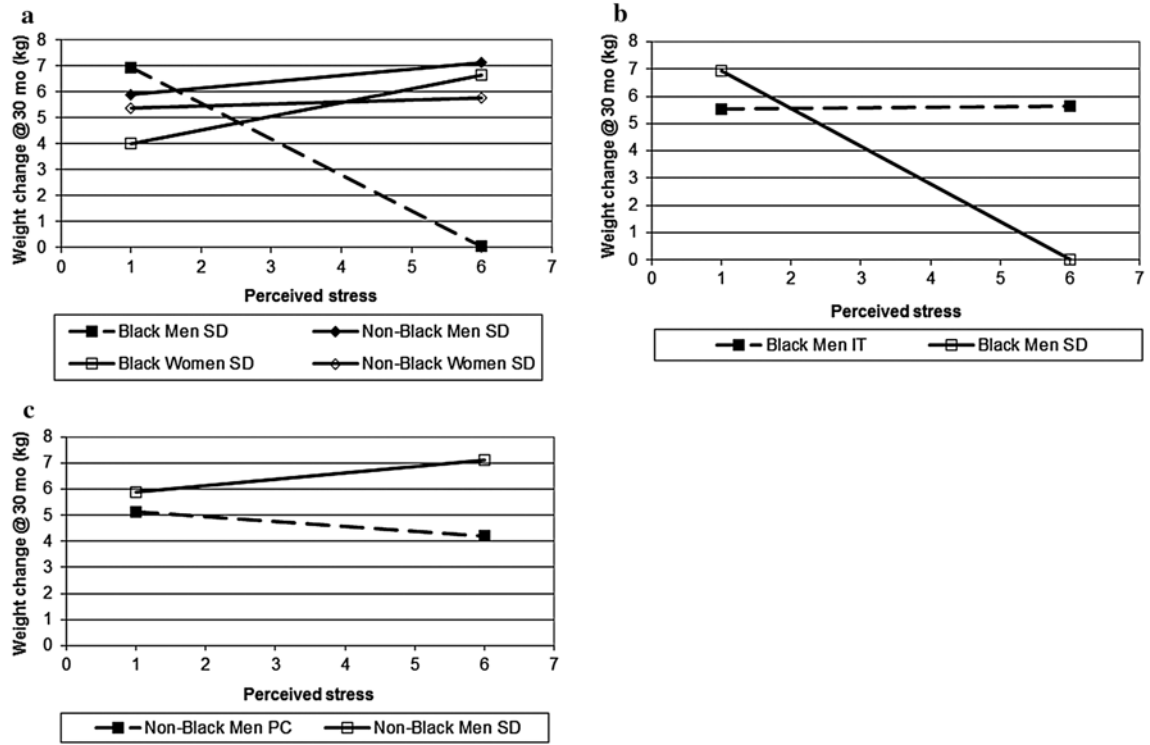 a
Weight change @ 30 mo (kg)
8
7
6
5
4
3
2
1
0
0 1 2 3 4 5 6 7
Perceived stress
Black Men SD Non-Black Men SD
Black Women SD Non-Black Women SD
b
Weight change @ 30 mo (kg)
8
7
6
5
4
3
2
1
0
0 1 2 3 4 5 6 7
Perceived stress
Black Men IT Black Men SD
c
Weight change @ 30 mo (kg)
8
7
6
5
4
3
2
1
0
0 1 2 3 4 5 6 7
Perceived stress
Non-Black Men PC Non-Black Men SD